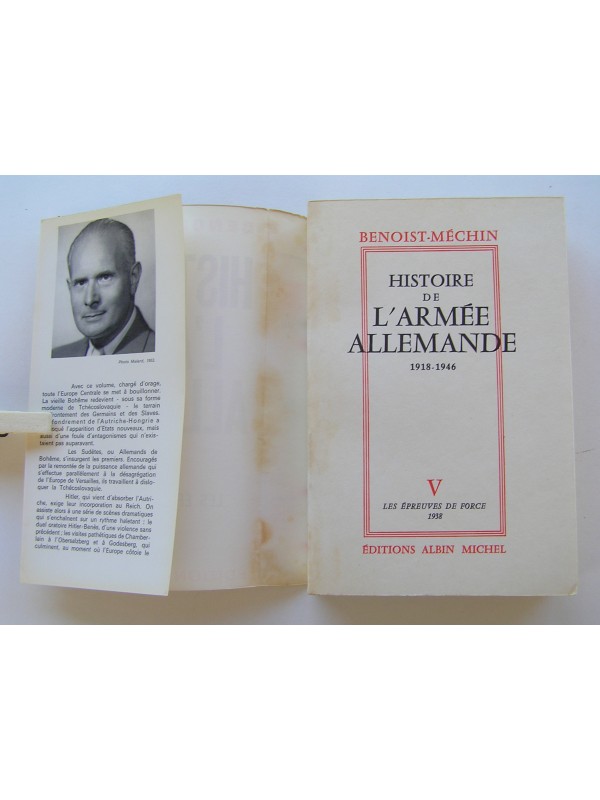 Photo Molard, 1962.
Avec ce volume, chargé d'orage,
toute l'Europe Centrale se met à bouillonner.
La vieille Bohême redevient - sous sa forme
moderne de Tchécoslovaquie - le terrain
d'affrontement des Germains et des Slaves.
de l'Autriche-Hongrie a
l'apparition d'Etats nouveaux, mais
aussi d'une foule d'antagonismes qui n'exis-
taient pas auparavant.
Les Sudètes, ou Allemands de
Bohême, s'insurgent les premiers. Encouragés
par la remontée de la puissance allemande qui
s'effectue parallèlement à la désagrégation
de l'Europe de Versailles, ils travaillent à dislo-
quer la Tchécoslovaquie.
Hitler, qui vient d'absorber l'Autri-
che, exige leur incorporation au Reich. On
assiste alors à une série de scènes dramatiques
qui s'enchaînent sur un rythme haletant : le
duel oratoire Hitler-Benès, d'une violence sans
précédent ; les visites pathétiques de Chamber-
lain à l'Obersalzberg et à Godesberg, qui
culminent, au moment où l'Europe côtoie le
HIST
BENOIST-MÉCHIN
HISTOIRE
DE
L'ARMÉE
ALLEMANDE
1918-1946
V
LES ÉPREUVES DE FORCE
1938
ÉDITIONS ALBIN MICHEL